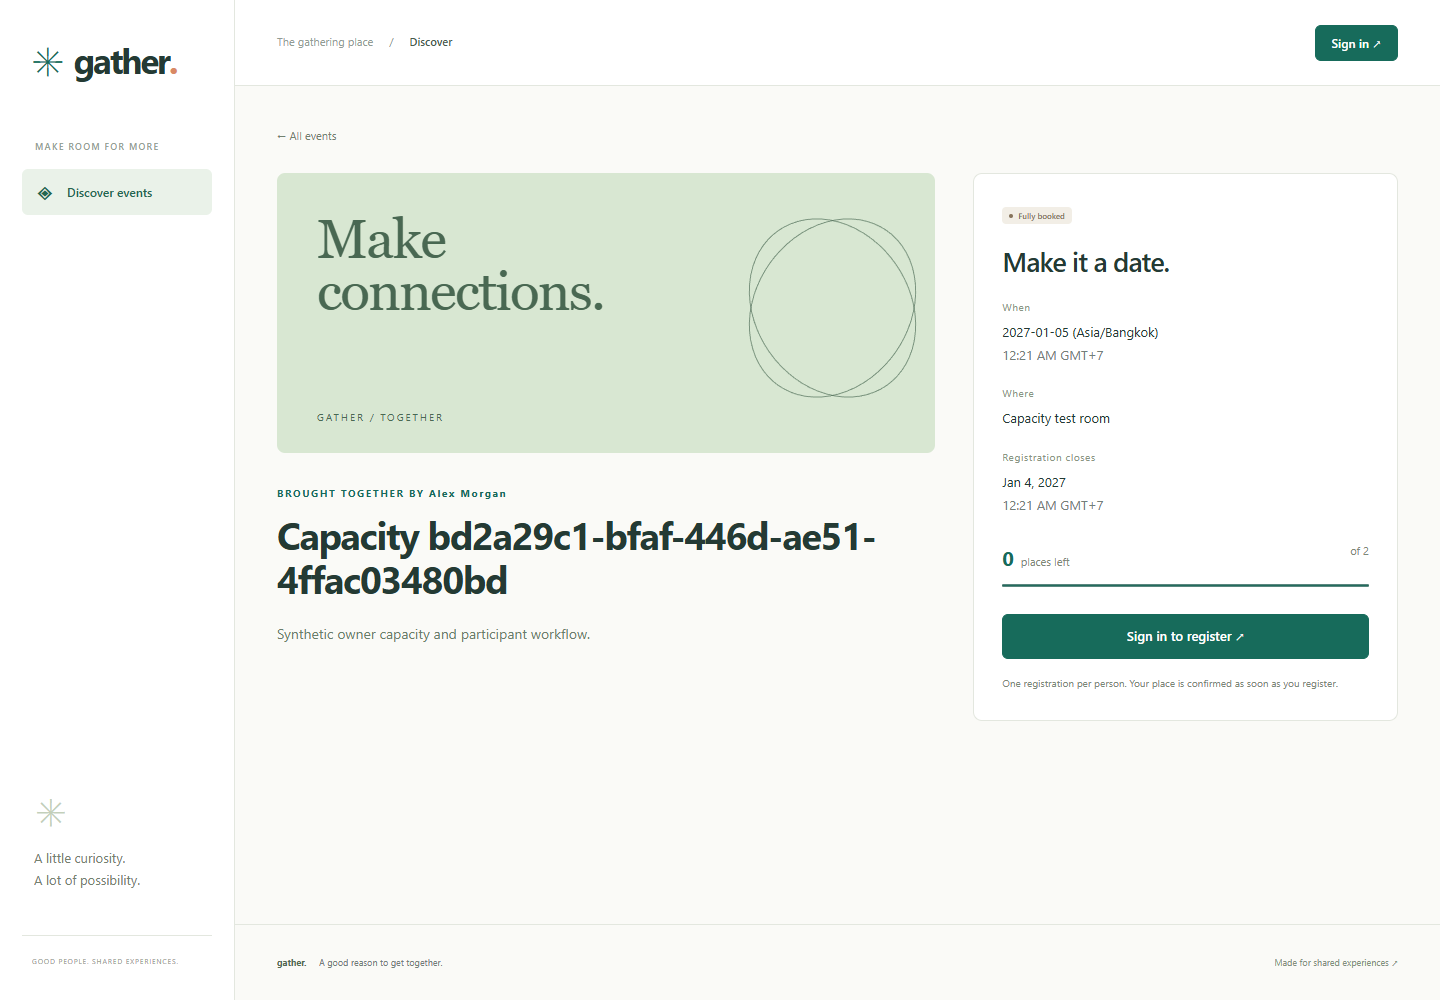 gather.
MAKE ROOM FOR MORE
Discover events
A little curiosity.
A lot of possibility.
GOOD PEOPLE. SHARED EXPERIENCES.
The gathering place / Discover
Sign in ↗
← All events
Make
connections.
GATHER / TOGETHER
BROUGHT TOGETHER BY Alex Morgan
Capacity bd2a29c1-bfaf-446d-ae51-
4ffac03480bd
Synthetic owner capacity and participant workflow.
Fully booked
Make it a date.
When
2027-01-05 (Asia/Bangkok)
12:21 AM GMT+7
Where
Capacity test room
Registration closes
Jan 4, 2027
12:21 AM GMT+7
0 places left of 2
Sign in to register ↗
One registration per person. Your place is confirmed as soon as you register.
gather. A good reason to get together.
Made for shared experiences ↗